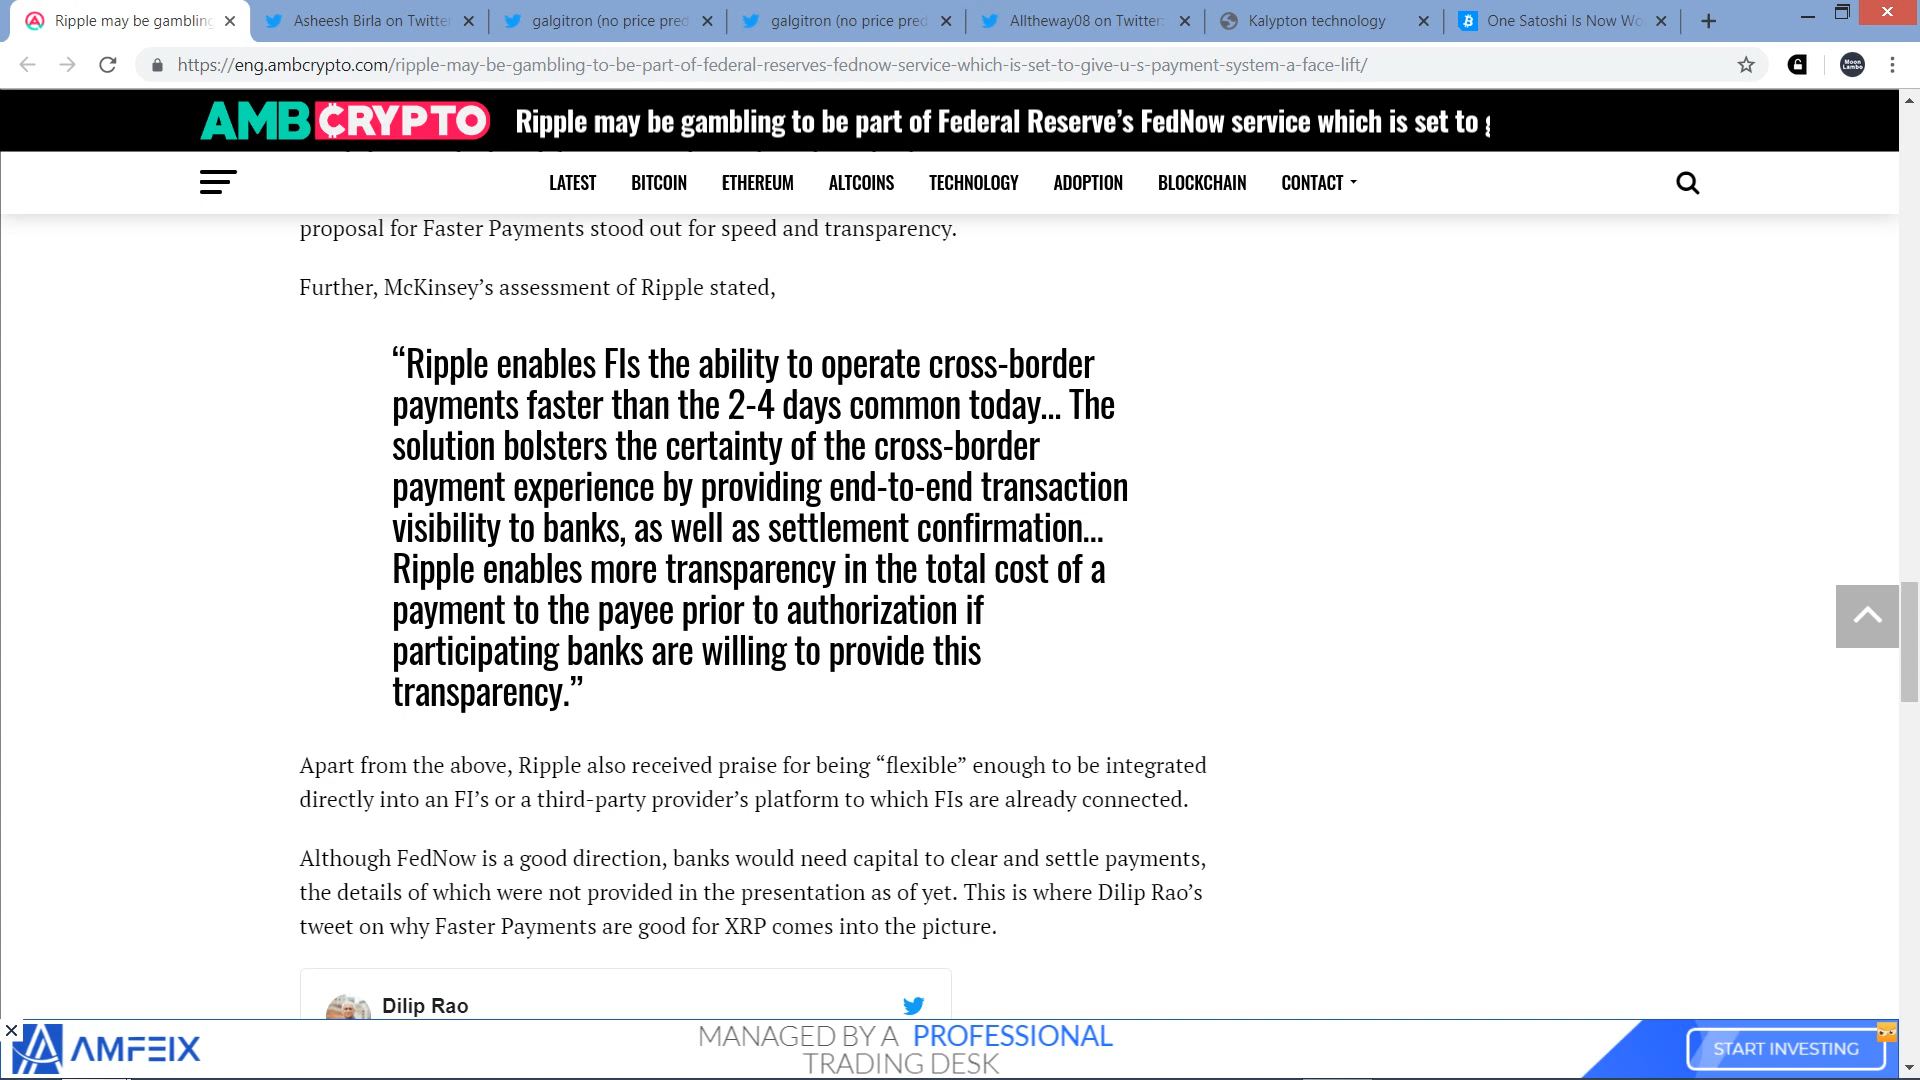 Ripple may be gambling
Asheesh Birla on Twitter
galgitron (no price pred
galgitron (no price pred
Alltheway08 on Twitter:
Kalypton technology
One Satoshi Is Now Wo
https://eng.ambcrypto.com/ripple-may-be-gambling-to-be-part-of-federal-reserves-fednow-service-which-is-set-to-give-u-s-payment-system-a-face-lift/
Moon Lambo
AMBCRYPTO
Ripple may be gambling to be part of Federal Reserve’s FedNow service which is set to g
LATEST
BITCOIN
ETHEREUM
ALTCOINS
TECHNOLOGY
ADOPTION
BLOCKCHAIN
CONTACT
proposal for Faster Payments stood out for speed and transparency.
Further, McKinsey’s assessment of Ripple stated,
“Ripple enables FIs the ability to operate cross-border
payments faster than the 2-4 days common today... The
solution bolsters the certainty of the cross-border
payment experience by providing end-to-end transaction
visibility to banks, as well as settlement confirmation...
Ripple enables more transparency in the total cost of a
payment to the payee prior to authorization if
participating banks are willing to provide this
transparency.”
Apart from the above, Ripple also received praise for being “flexible” enough to be integrated
directly into an FI’s or a third-party provider’s platform to which FIs are already connected.
Although FedNow is a good direction, banks would need capital to clear and settle payments,
the details of which were not provided in the presentation as of yet. This is where Dilip Rao’s
tweet on why Faster Payments are good for XRP comes into the picture.
Dilip Rao
AMFEIX
MANAGED BY A PROFESSIONAL
TRADING DESK
START INVESTING